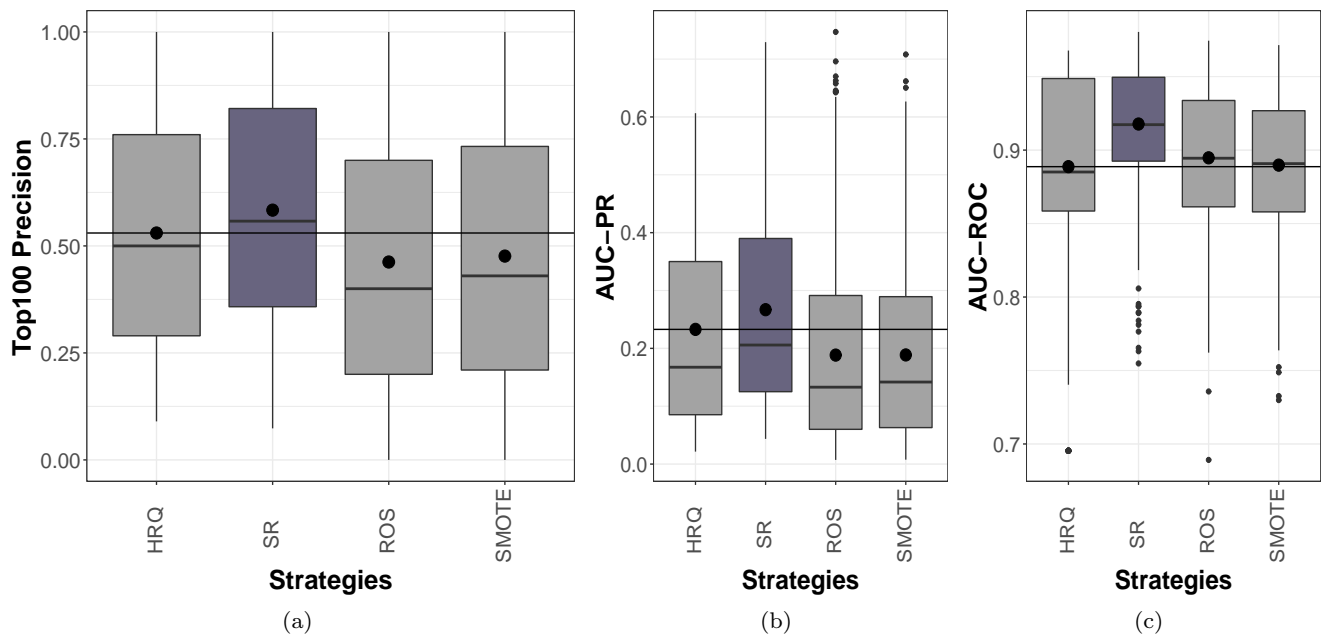 Top100 Precision
1.00
0.75
0.50
0.25
0.00
HRQ
SR
ROS
SMOTE
Strategies
(a)
AUC−PR
0.6
0.4
0.2
0.0
HRQ
SR
ROS
SMOTE
Strategies
(b)
AUC−ROC
0.9
0.8
0.7
HRQ
SR
ROS
SMOTE
Strategies
(c)